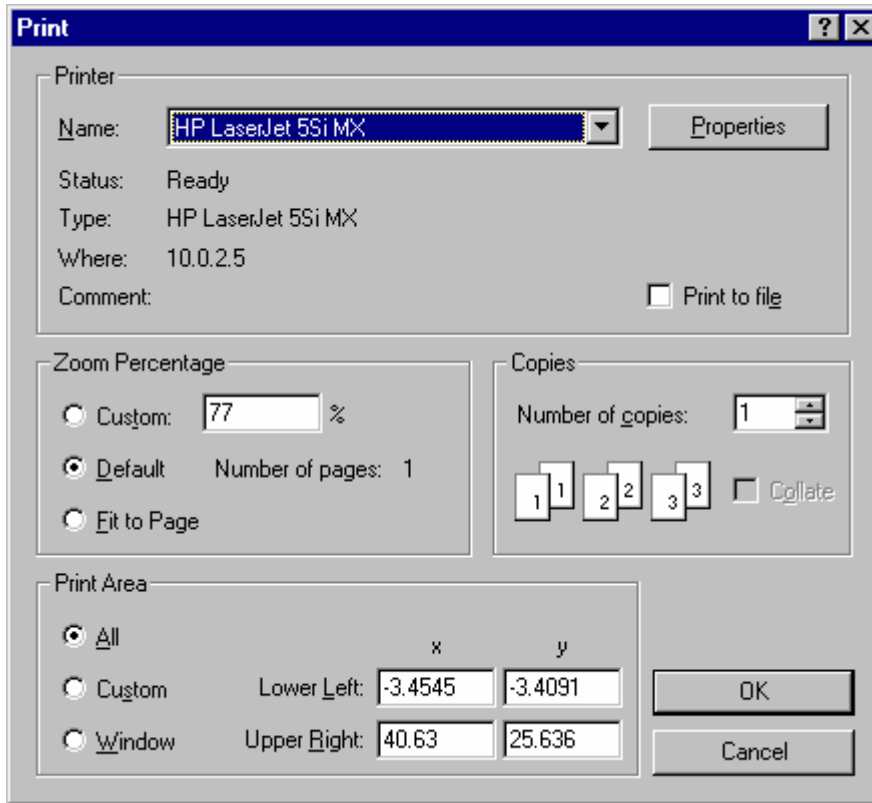 Print
Printer
Name: HP LaserJet 5Si MX Properties
Status: Ready
Type: HP LaserJet 5Si MX
Where: 10.0.2.5
Comment: Print to file
Zoom Percentage
Custom: 77 %
Default Number of pages: 1
Fit to Page
Copies
Number of copies: 1
1 1 2 2 3 3 Collate
Print Area
All x y
Custom Lower Left: -3.4545 -3.4091
Window Upper Right: 40.63 25.636
OK
Cancel